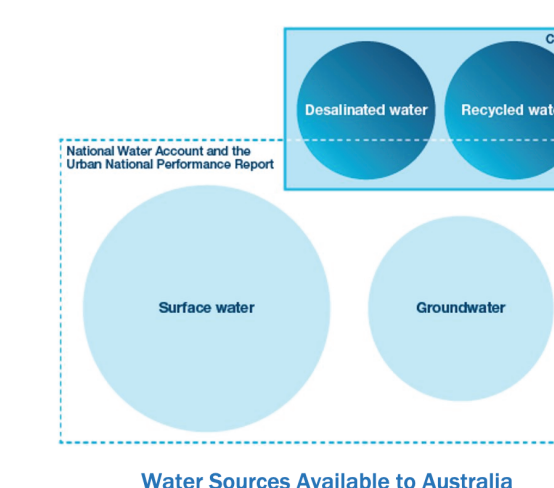 Desalinated water
Recycled
National Water Account and the
Urban National Performance Report
Surface water
Groundwater
Water Sources Available to Australia